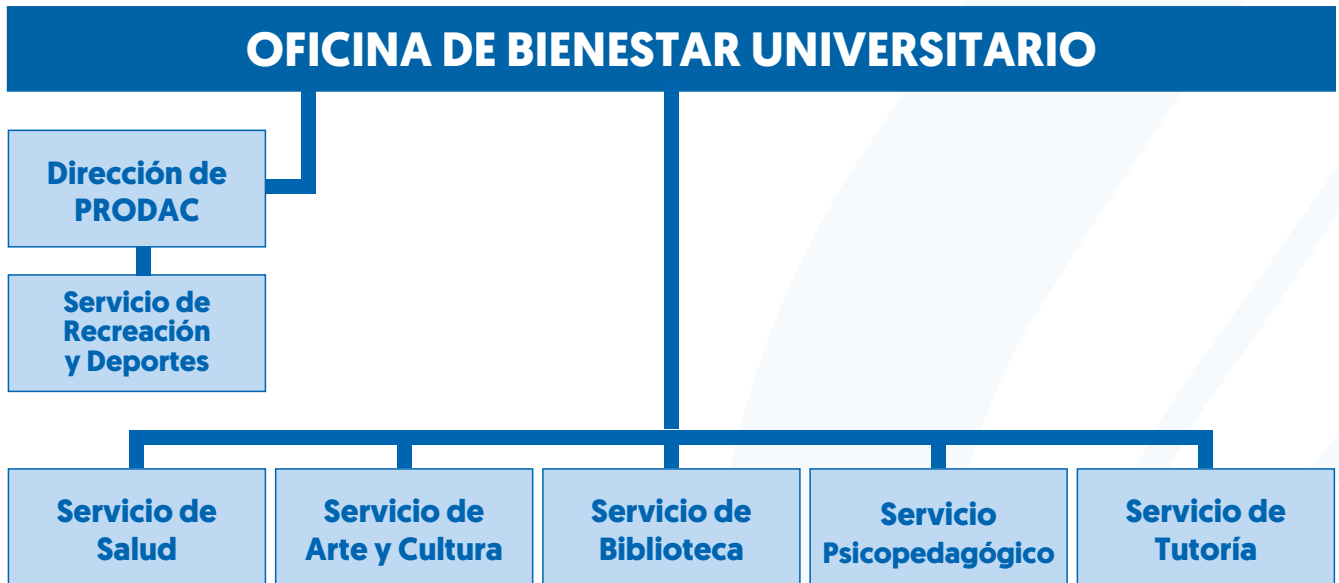 OFICINA DE BIENESTAR UNIVERSITARIO
Dirección de
PRODAC
Servicio de
Recreación
y Deportes
Servicio de
Salud
Servicio de
Arte y Cultura
Servicio de
Biblioteca
Servicio
Psicopedagógico
Servicio de
Tutoría